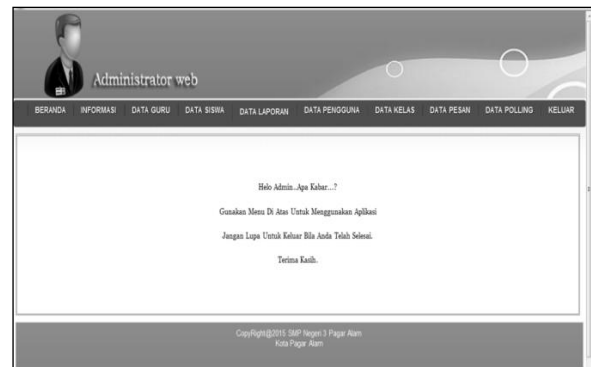 Administrator web
BERANDA INFORMASI DATA GURU DATA SISWA DATA LAPORAN DATA PENGGUNA DATA KELAS DATA PESAN DATA POLLING KELUAR
Helo Admin..Apa Kabar...?
Gunakan Menu Di Atas Untuk Menggunakan Aplikasi
Jangan Lupa Untuk Keluar Bila Anda Telah Selesai.
Terima Kasih.
CopyRight@2015 SMP Negeri 3 Pagar Alam
Kota Pagar Alam